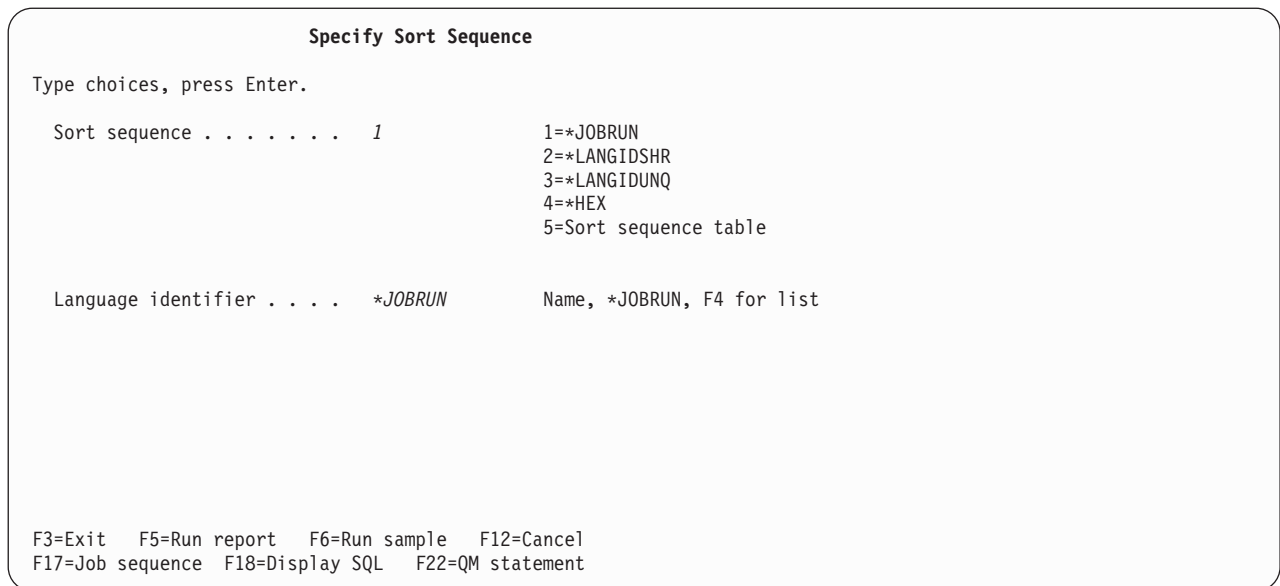 Specify Sort Sequence
Type choices, press Enter.
Sort sequence . . . . . . . 1 1=*JOBRUN
2=*LANGIDSHR
3=*LANGIDUNQ
4=*HEX
5=Sort sequence table
Language identifier . . . . *JOBRUN Name, *JOBRUN, F4 for list
F3=Exit F5=Run report F6=Run sample F12=Cancel
F17=Job sequence F18=Display SQL F22=QM statement